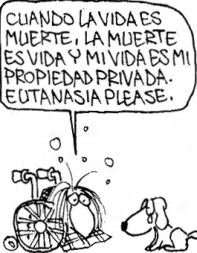 CUANDO LA VIDA ES
MUERTE, LA MUERTE
ES VIDA Y MI VIDA ES MI
PROPIEDAD PRIVADA.
EUTANASIA PLEASE.